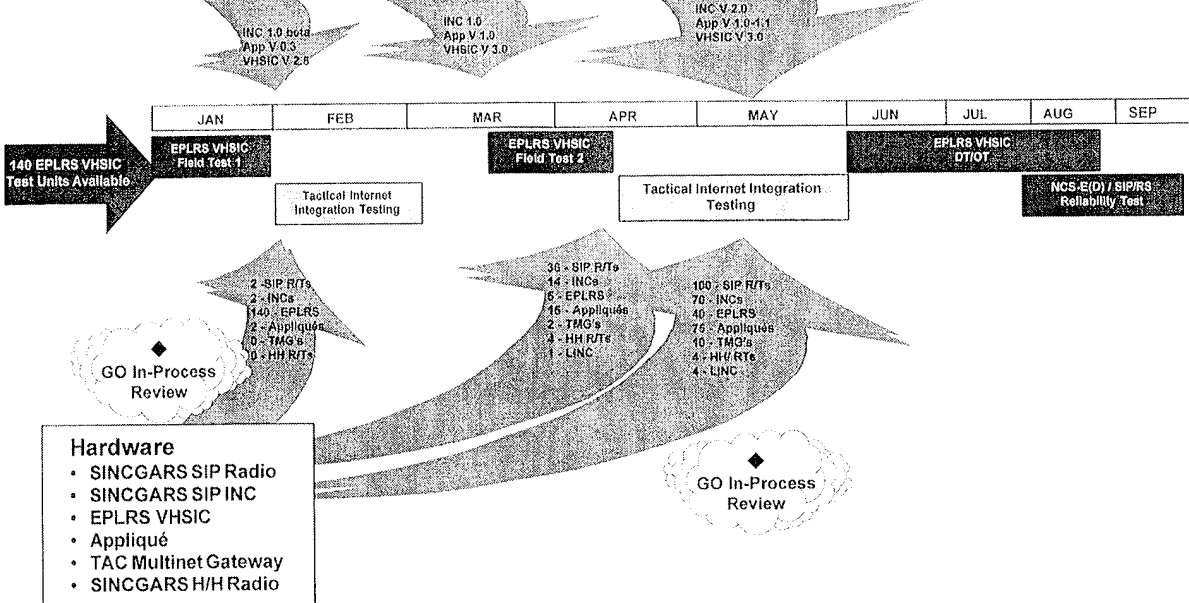 INC 1.0 beta
App V 0.3
VHSIC V 2.5
INC 1.0
App V 1.0
VHSIC V 3.0
INC V 2.0
App V 1.0-1.1
VHSIC V 3.0
JAN FEB MAR APR MAY JUN JUL AUG SEP
140 EPLRS VHSIC
Test Units Available
EPLRS VHSIC
Field Test 1
EPLRS VHSIC
Field Test 2
EPLRS VHSIC
DT/OT
Tactical Internet
Integration Testing
Tactical Internet Integration
Testing
NCS-E(D) / SIP/RS
Reliability Test
2 - SIP R/Ts
2 - INCs
140 - EPLRS
2 - Appliqués
0 - TMG's
0 - HH R/Ts
36 - SIP R/Ts
14 - INCs
6 - EPLRS
15 - Appliqués
2 - TMG's
4 - HH R/Ts
1 - LINC
100 - SIP R/Ts
70 - INCs
40 - EPLRS
75 - Appliqués
10 - TMG's
4 - HH/ RTs
4 - LINC
GO In-Process
Review
GO In-Process
Review
Hardware
• SINCGARS SIP Radio
• SINCGARS SIP INC
• EPLRS VHSIC
• Appliqué
• TAC Multinet Gateway
• SINCGARS H/H Radio